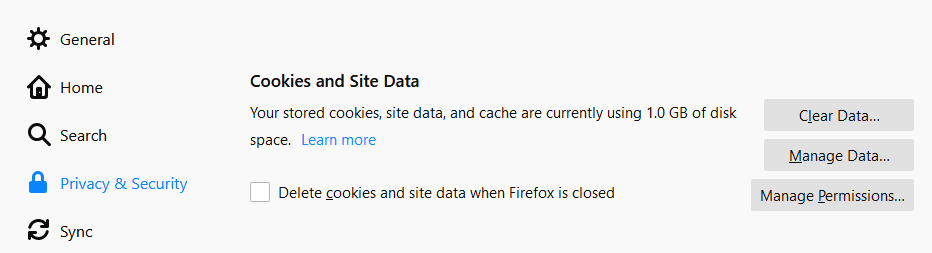 General
Home
Search
Privacy & Security
Sync
Cookies and Site Data
Your stored cookies, site data, and cache are currently using 1.0 GB of disk
space. Learn more
Delete cookies and site data when Firefox is closed
Clear Data...
Manage Data...
Manage Permissions...